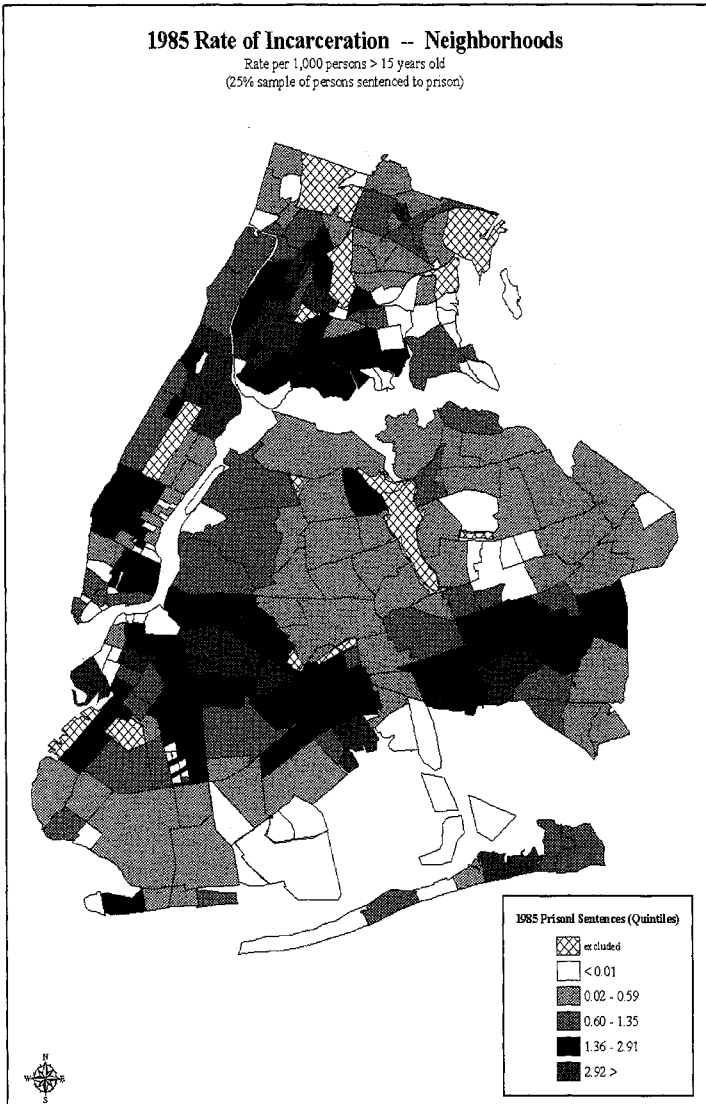 1985 Rate of Incarceration -- Neighborhoods
Rate per 1,000 persons > 15 years old
(25% sample of persons sentenced to prison)
1985 Prisonl Sentences (Quintiles)
excluded
< 0.01
0.02 - 0.59
0.60 - 1.35
1.36 - 2.91
2.92 >
N
W E
S